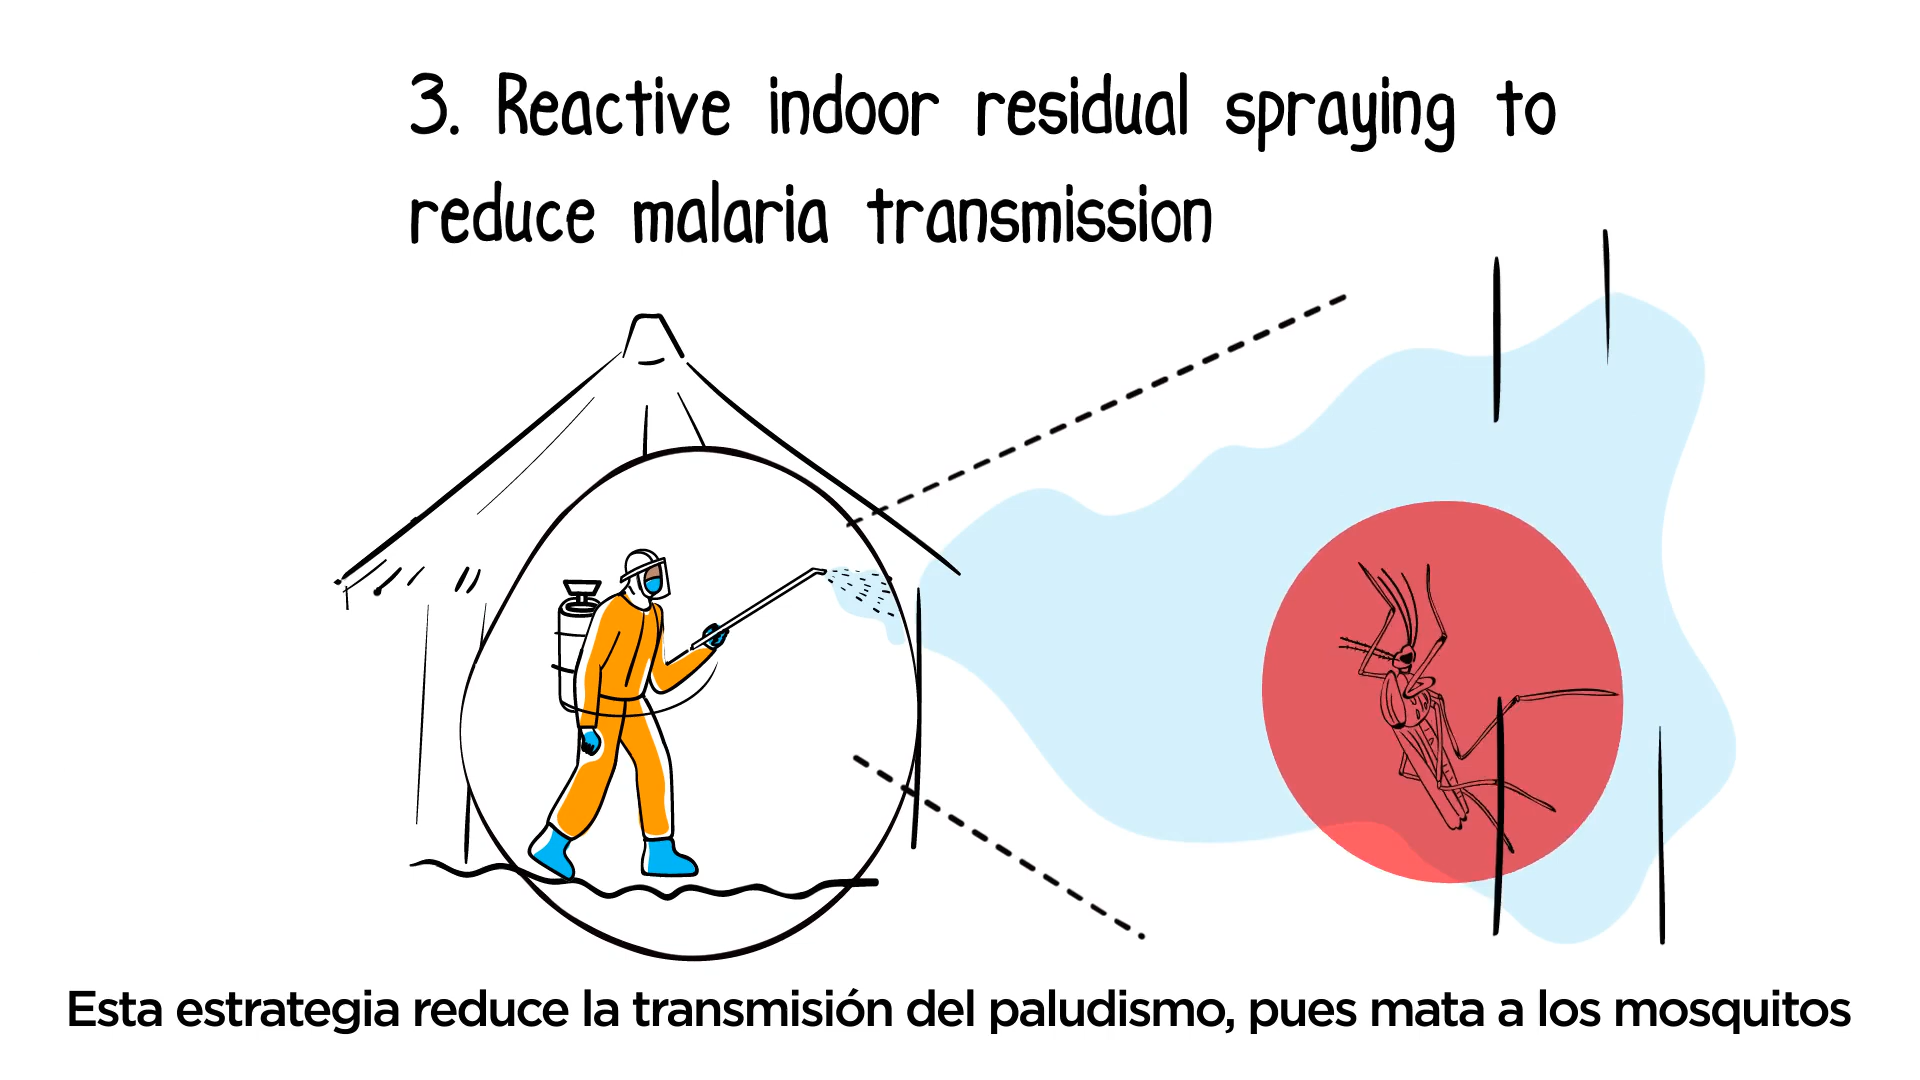 3. Reactive indoor residual spraying to
reduce malaria transmission
Esta estrategia reduce la transmisión del paludismo, pues mata a los mosquitos